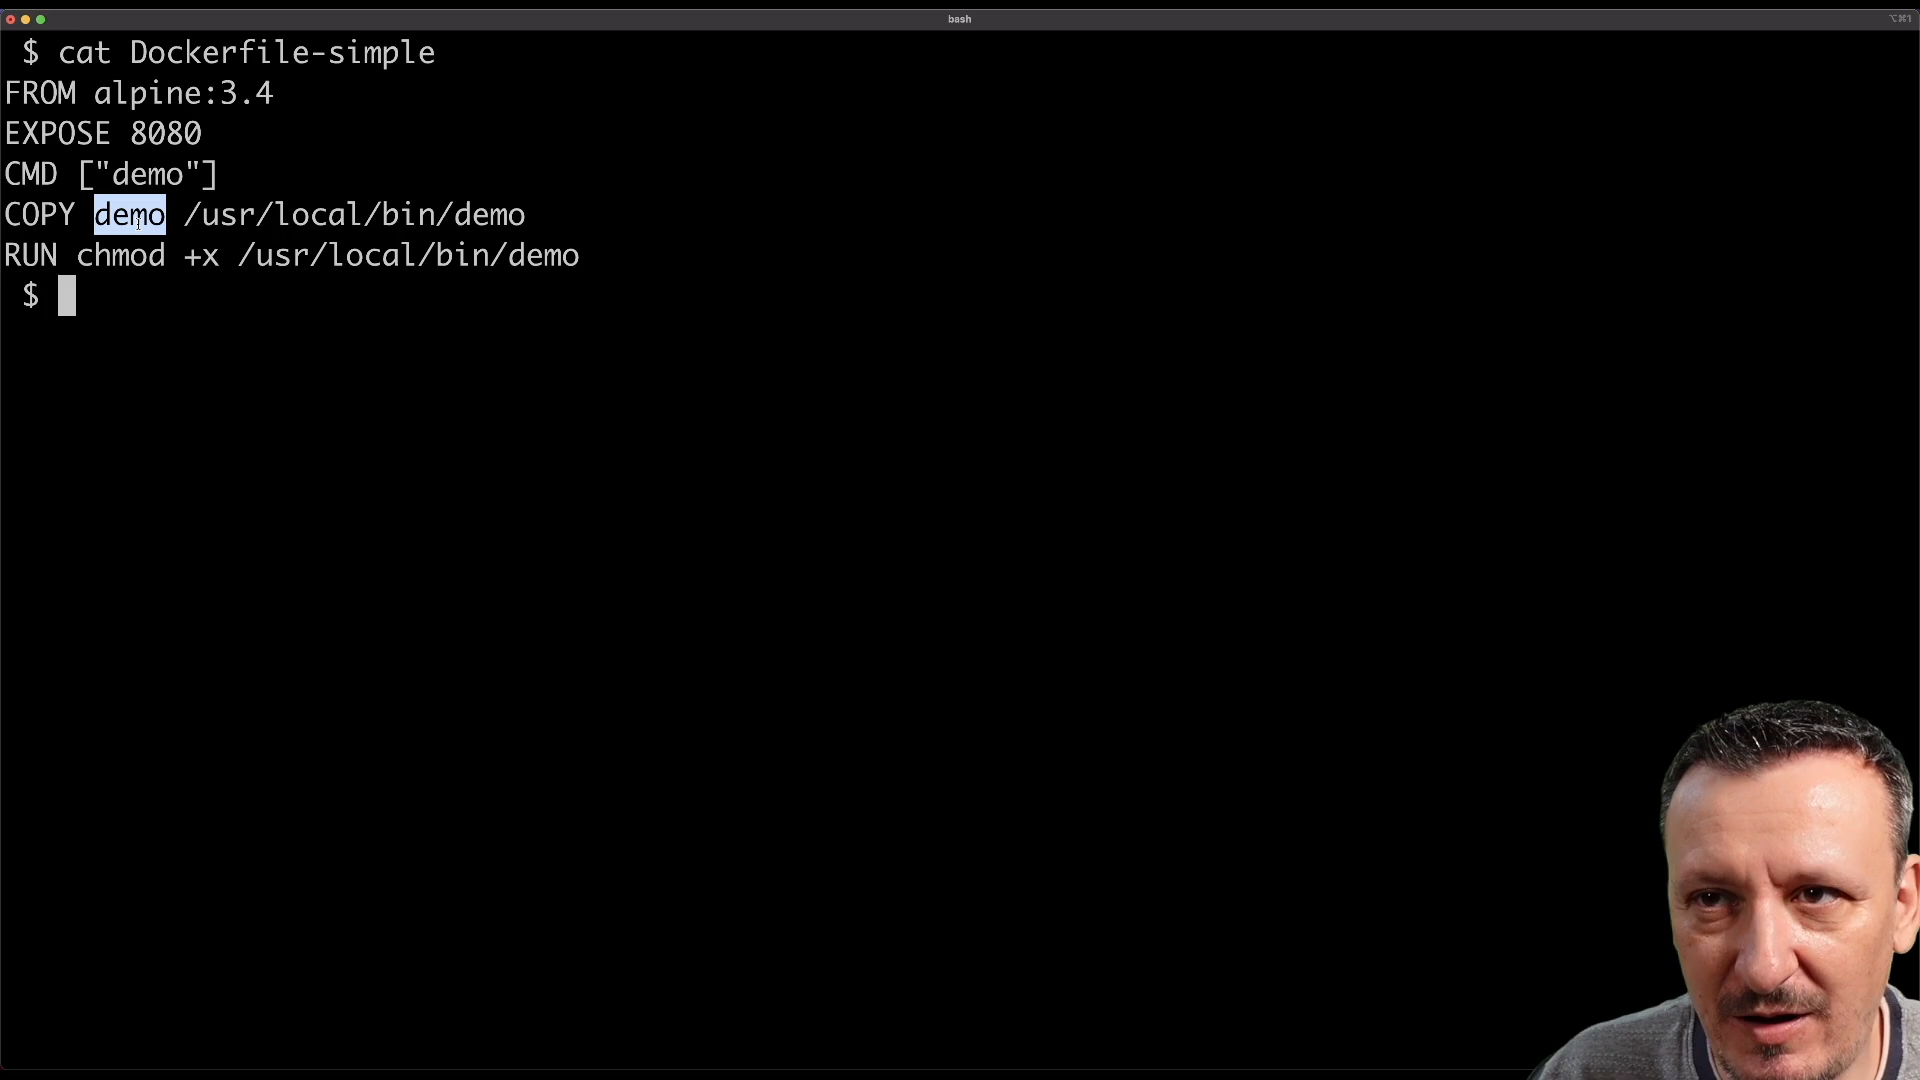 bash
⌥⌘1
$ cat Dockerfile-simple
FROM alpine:3.4
EXPOSE 8080
CMD ["demo"]
COPY demo /usr/local/bin/demo
RUN chmod +x /usr/local/bin/demo
$